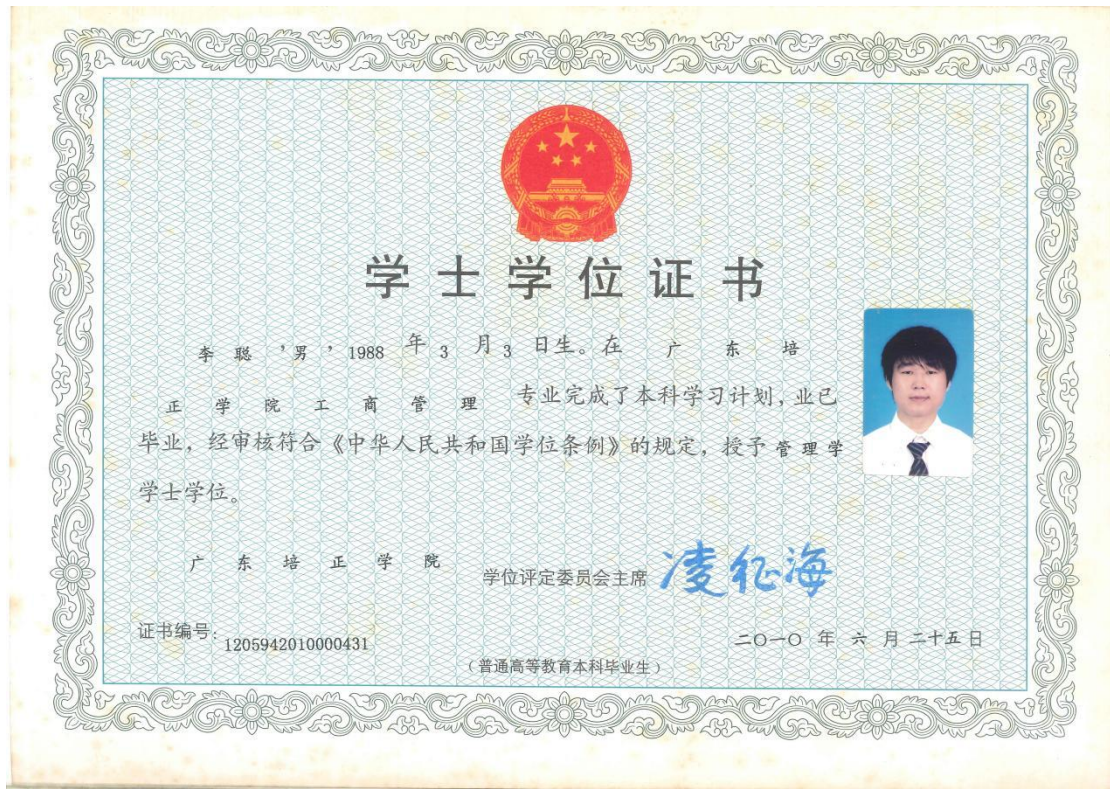 学士学位证书
李聪,男,1988 年 3 月 3 日生。在 广东培
正学院工商管理 专业完成了本科学习计划,业已
毕业,经审核符合《中华人民共和国学位条例》的规定,授予管理学
学士学位。
广东培正学院
学位评定委员会主席 凌征海
证书编号:1205942010000431
二〇一〇 年 六 月 二十五日
(普通高等教育本科毕业生)